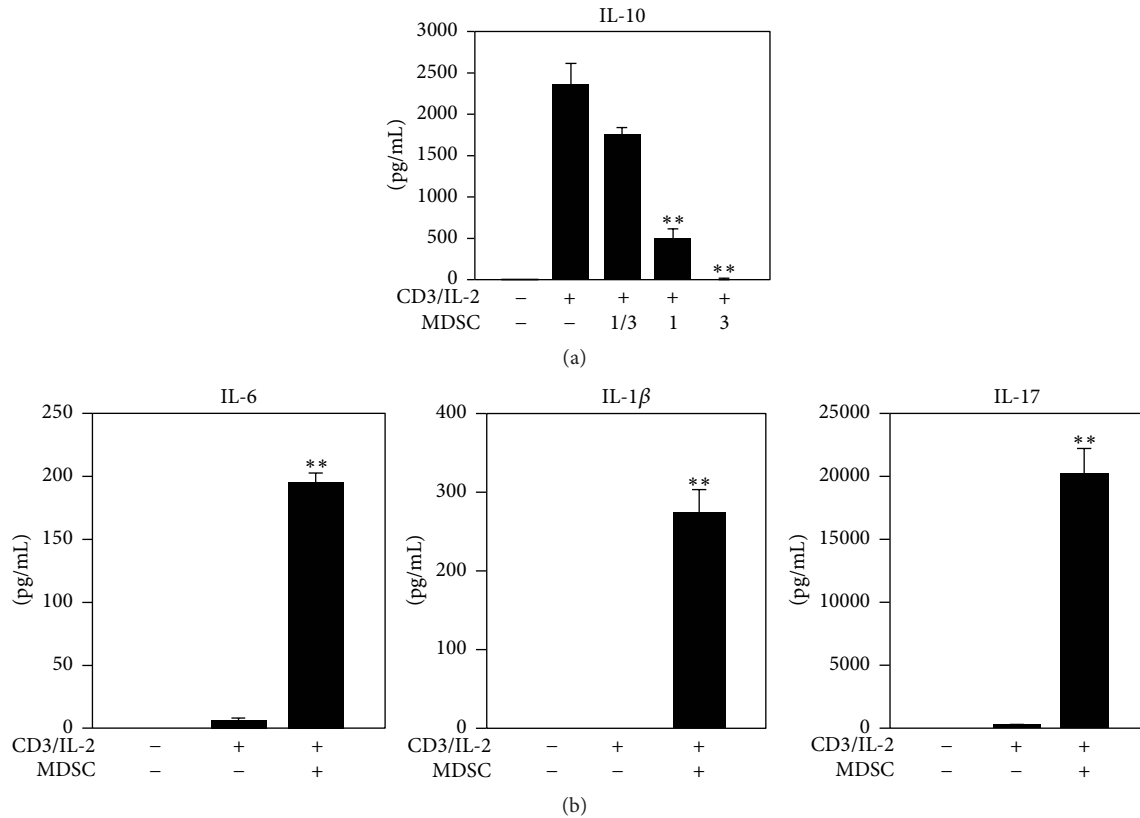 IL-10
3000
2500
2000
1500
1000
500
0
(pg/mL)
**
**
CD3/IL-2 − + + + +
MDSC − − 1/3 1 3
(a)
IL-6
250
200
150
100
50
0
(pg/mL)
**
CD3/IL-2 − + +
MDSC − − +
IL-1β
400
300
200
100
0
(pg/mL)
**
CD3/IL-2 − + +
MDSC − − +
IL-17
25000
20000
15000
10000
5000
0
(pg/mL)
**
CD3/IL-2 − + +
MDSC − − +
(b)